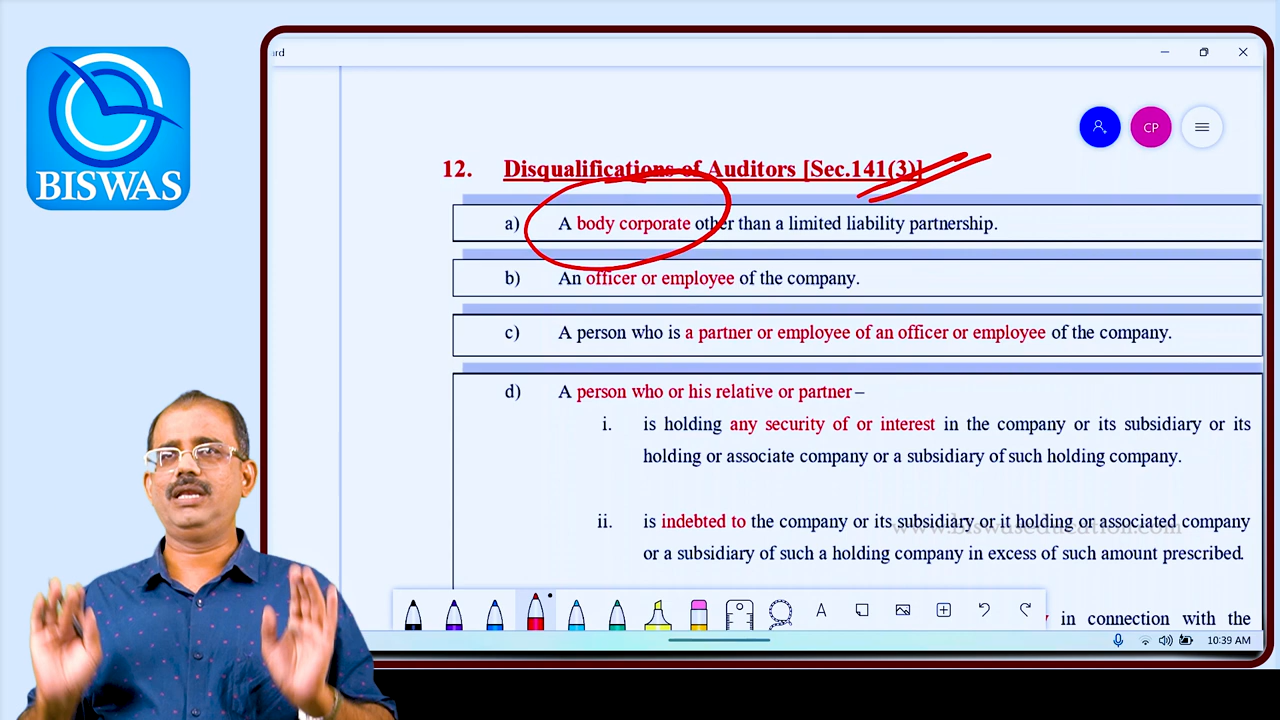 BISWAS
ard
CP
12. Disqualifications of Auditors [Sec.141(3)]
a) A body corporate other than a limited liability partnership.
b) An officer or employee of the company.
c) A person who is a partner or employee of an officer or employee of the company.
d) A person who or his relative or partner –
i. is holding any security of or interest in the company or its subsidiary or its
holding or associate company or a subsidiary of such holding company.
ii. is indebted to the company or its subsidiary or it holding or associated company
www.biswaseducation.com
or a subsidiary of such a holding company in excess of such amount prescribed.
A
in connection with the
10:39 AM